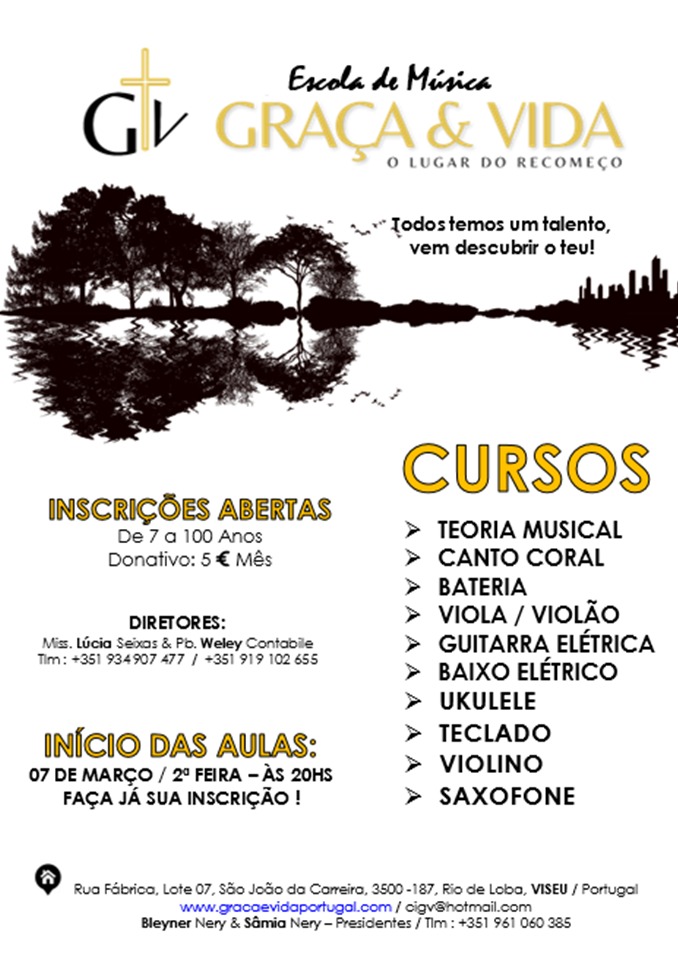 GTV
Escola de Música
GRAÇA & VIDA
O LUGAR DO RECOMEÇO
Todos temos um talento,
vem descubrir o teu!
CURSOS
➢ TEORIA MUSICAL
➢ CANTO CORAL
➢ BATERIA
➢ VIOLA / VIOLÃO
➢ GUITARRA ELÉTRICA
➢ BAIXO ELÉTRICO
➢ UKULELE
➢ TECLADO
➢ VIOLINO
➢ SAXOFONE
INSCRIÇÕES ABERTAS
De 7 a 100 Anos
Donativo: 5 € Mês
DIRETORES:
Miss. Lúcia Seixas & Pb. Weley Contabile
Tlm : +351 934 907 477 / +351 919 102 655
INÍCIO DAS AULAS:
07 DE MARÇO / 2ª FEIRA – ÀS 20HS
FAÇA JÁ SUA INSCRIÇÃO !
Rua Fábrica, Lote 07, São João da Carreira, 3500 -187, Rio de Loba, VISEU / Portugal
www.gracaevidaportugal.com / cigv@hotmail.com
Bleyner Nery & Sâmia Nery – Presidentes / Tlm : +351 961 060 385